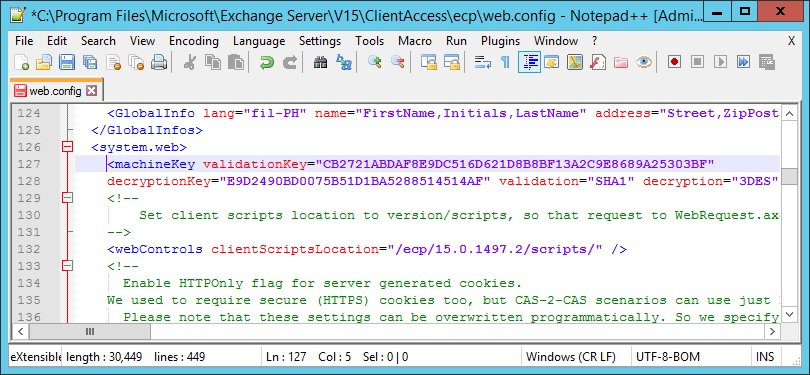 *C:\Program Files\Microsoft\Exchange Server\V15\ClientAccess\ecp\web.config - Notepad++ [Admi...
File Edit Search View Encoding Language Settings Tools Macro Run Plugins Window ? X
web.config
124 <GlobalInfo lang="fil-PH" name="FirstName,Initials,LastName" address="Street,ZipPost
125 </GlobalInfos>
126 <system.web>
127 <machineKey validationKey="CB2721ABDAF8E9DC516D621D8B8BF13A2C9E8689A25303BF"
128 decryptionKey="E9D2490BD0075B51D1BA5288514514AF" validation="SHA1" decryption="3DES"
129 <!--
130 Set client scripts location to version/scripts, so that request to WebRequest.ax
131 -->
132 <webControls clientScriptsLocation="/ecp/15.0.1497.2/scripts/" />
133 <!--
134 Enable HTTPOnly flag for server generated cookies.
135 We used to require secure (HTTPS) cookies too, but CAS-2-CAS scenarios can use just
136 Please note that these settings can be overwritten programmatically. So we specify
eXtensible length : 30,449 lines : 449 Ln : 127 Col : 5 Sel : 0 | 0 Windows (CR LF) UTF-8-BOM INS